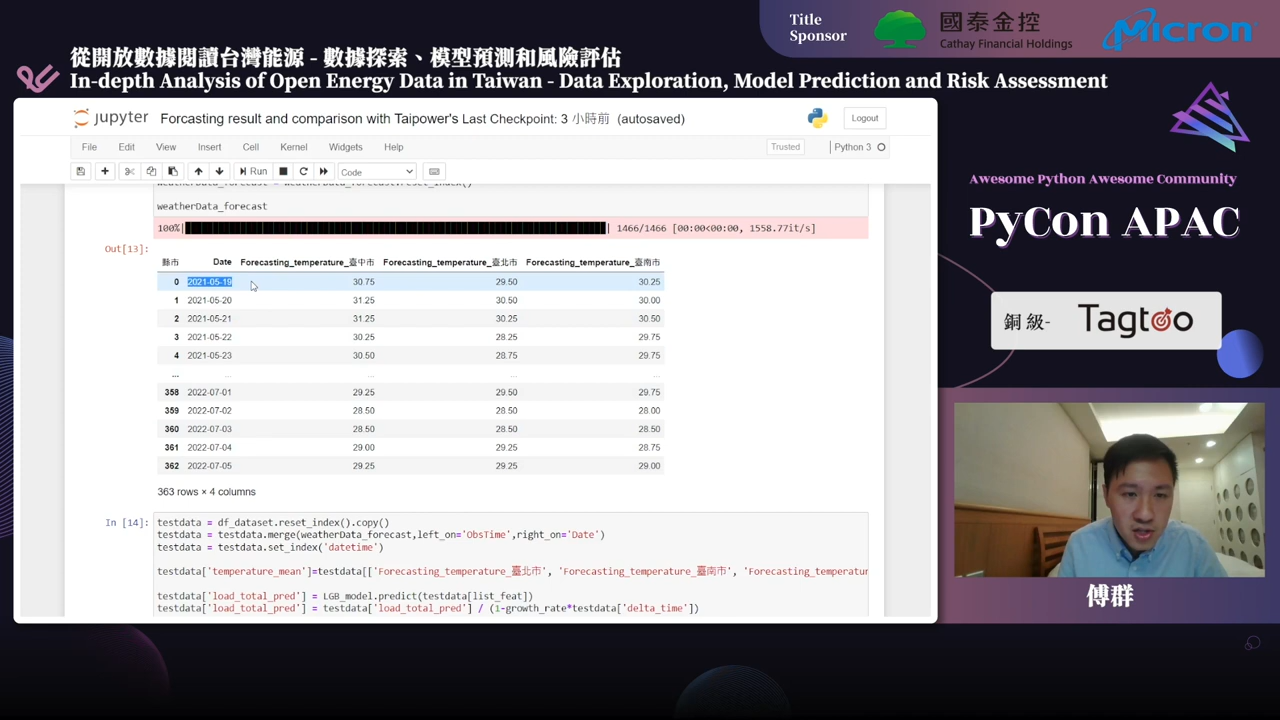 Title
Sponsor
國泰金控
Cathay Financial Holdings
Micron
從開放數據閱讀台灣能源 - 數據探索、模型預測和風險評估
In-depth Analysis of Open Energy Data in Taiwan - Data Exploration, Model Prediction and Risk Assessment
jupyter Forcasting result and comparison with Taipower's Last Checkpoint: 3 小時前 (autosaved)
Logout
File Edit View Insert Cell Kernel Widgets Help
Trusted
Python 3
Run
Code
weatherData_forecast = weatherData_forecast.reset_index()
weatherData_forecast
100%| | 1466/1466 [00:00<00:00, 1558.77it/s]
Out[13]:
縣市 Date Forecasting_temperature_臺中市 Forecasting_temperature_臺北市 Forecasting_temperature_臺南市
0 2021-05-19 30.75 29.50 30.25
1 2021-05-20 31.25 30.50 30.00
2 2021-05-21 31.25 30.25 30.50
3 2021-05-22 30.25 28.25 29.75
4 2021-05-23 30.50 28.75 29.75
... ... ... ... ...
358 2022-07-01 29.25 29.50 29.75
359 2022-07-02 28.50 28.50 28.00
360 2022-07-03 28.50 28.50 28.50
361 2022-07-04 29.00 29.25 28.75
362 2022-07-05 29.25 29.25 29.00
363 rows × 4 columns
In [14]:
testdata = df_dataset.reset_index().copy()
testdata = testdata.merge(weatherData_forecast,left_on='ObsTime',right_on='Date')
testdata = testdata.set_index('datetime')
testdata['temperature_mean']=testdata[['Forecasting_temperature_臺北市', 'Forecasting_temperature_臺南市', 'Forecasting_temperatur
testdata['load_total_pred'] = LGB_model.predict(testdata[list_feat])
testdata['load_total_pred'] = testdata['load_total_pred'] / (1-growth_rate*testdata['delta_time'])
Awesome Python Awesome Community
PyCon APAC
銅級- Tagtoo
傅群